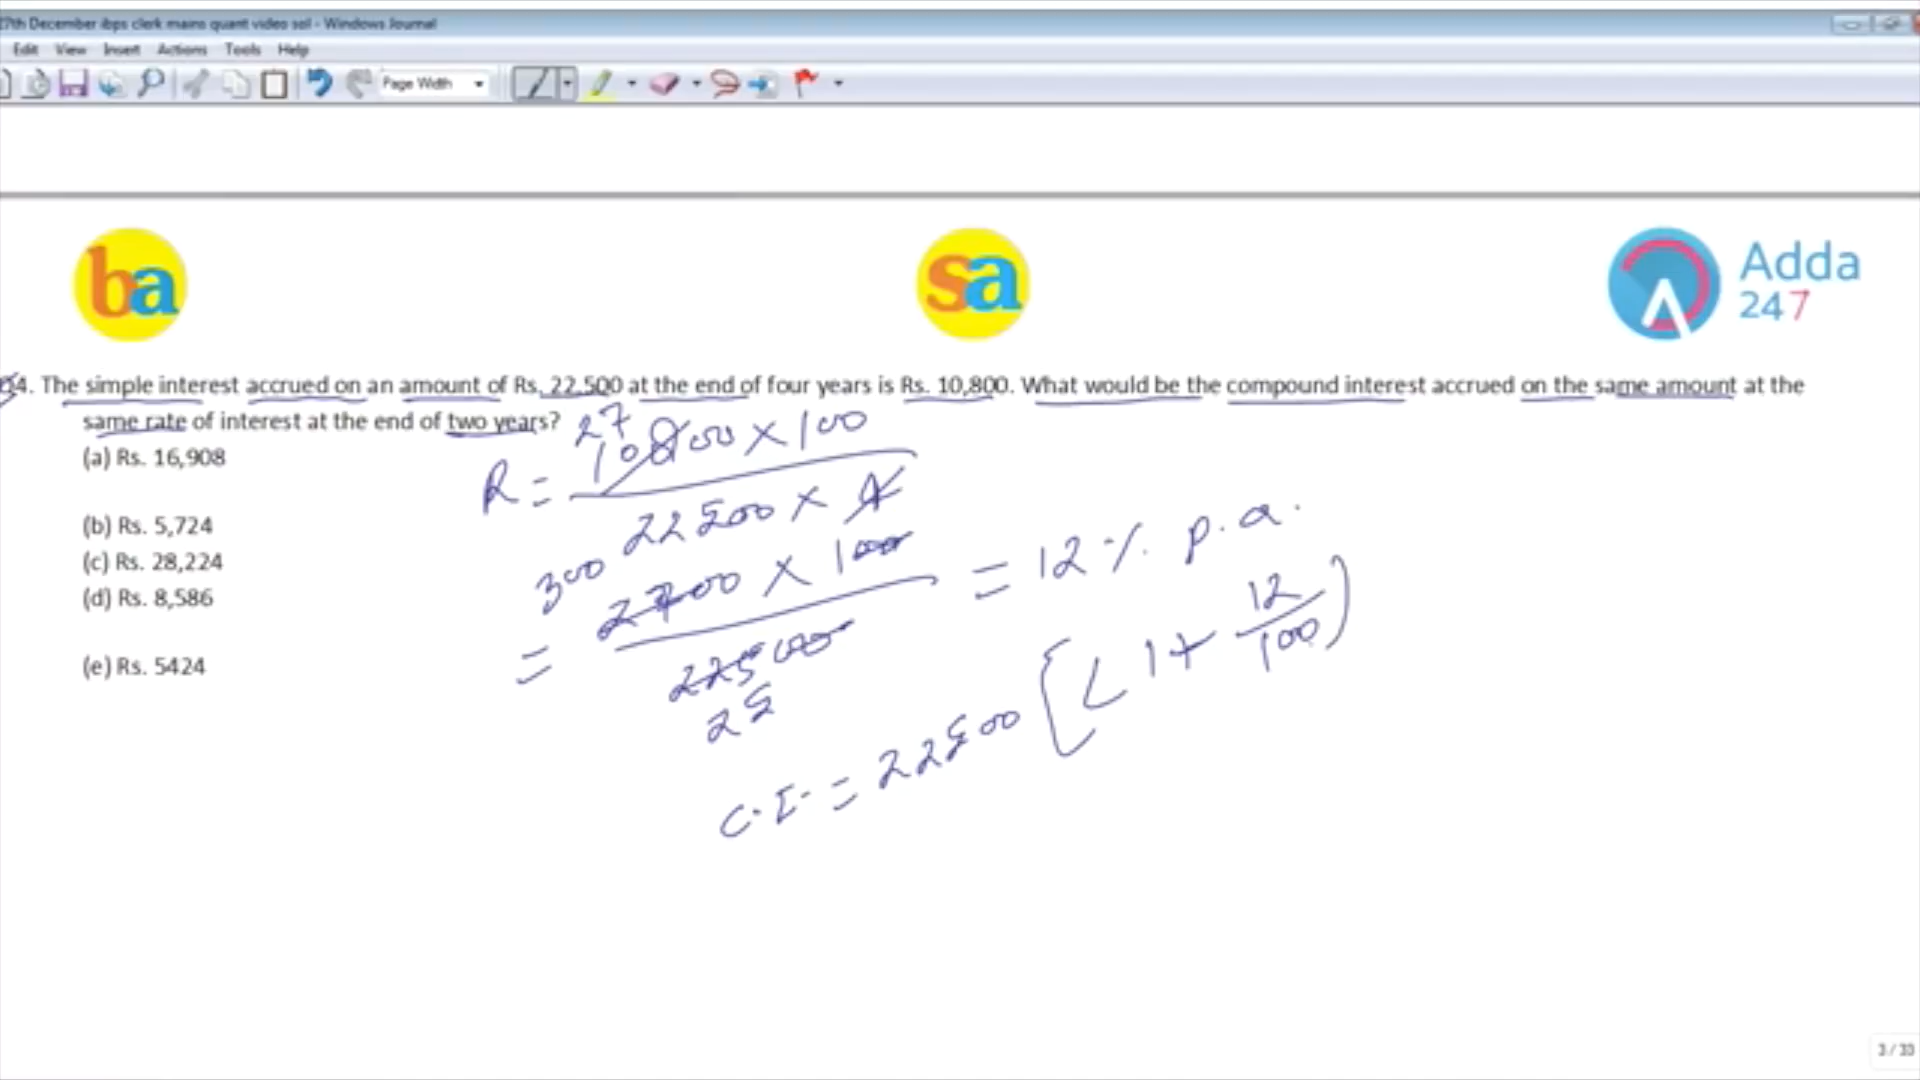 27th December ibps clerk mains quant video sol - Windows Journal
Edit View Insert Actions Tools Help
Page Width
ba
sa
Adda
247
Q4. The simple interest accrued on an amount of Rs. 22,500 at the end of four years is Rs. 10,800. What would be the compound interest accrued on the same amount at the
same rate of interest at the end of two years?
(a) Rs. 16,908
(b) Rs. 5,724
(c) Rs. 28,224
(d) Rs. 8,586
(e) Rs. 5424
27
R = 10800 × 100
22500 × 4
300
= 2700 × 100
22500
25
= 12 % p.a.
C.I. = 22500 [ ( 1 + 12
100 )
3 / 33